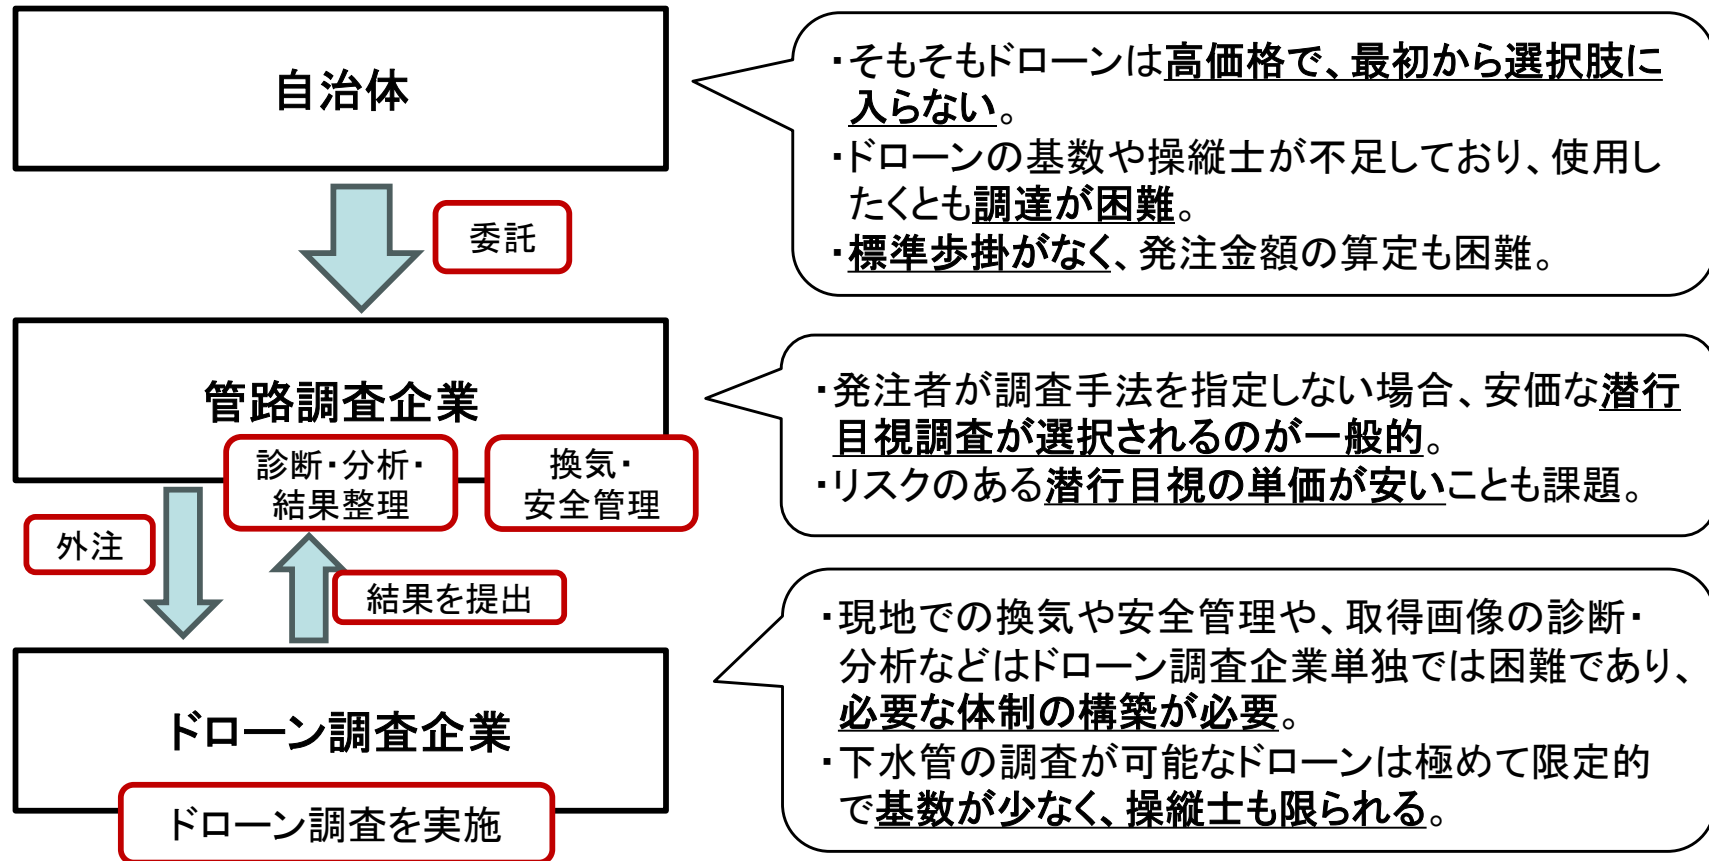 自治体
・そもそもドローンは高価格で、最初から選択肢に
入らない。
・ドローンの基数や操縦士が不足しており、使用し
たくとも調達が困難。
・標準歩掛がなく、発注金額の算定も困難。
委託
管路調査企業
診断・分析・
結果整理
換気・
安全管理
・発注者が調査手法を指定しない場合、安価な潜行
目視調査が選択されるのが一般的。
・リスクのある潜行目視の単価が安いことも課題。
外注
結果を提出
ドローン調査企業
ドローン調査を実施
・現地での換気や安全管理や、取得画像の診断・
分析などはドローン調査企業単独では困難であり、
必要な体制の構築が必要。
・下水管の調査が可能なドローンは極めて限定的
で基数が少なく、操縦士も限られる。